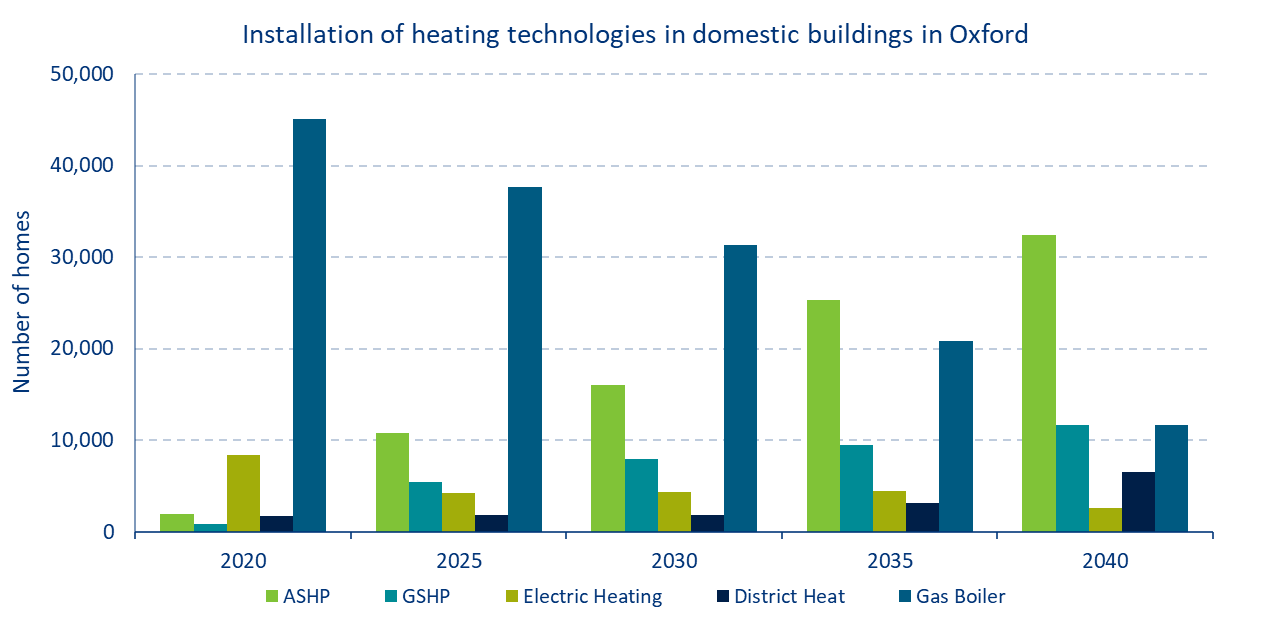 Installation of heating technologies in domestic buildings in Oxford
Number of homes
50,000
40,000
30,000
20,000
10,000
0
2020 2025 2030 2035 2040
ASHP GSHP Electric Heating District Heat Gas Boiler